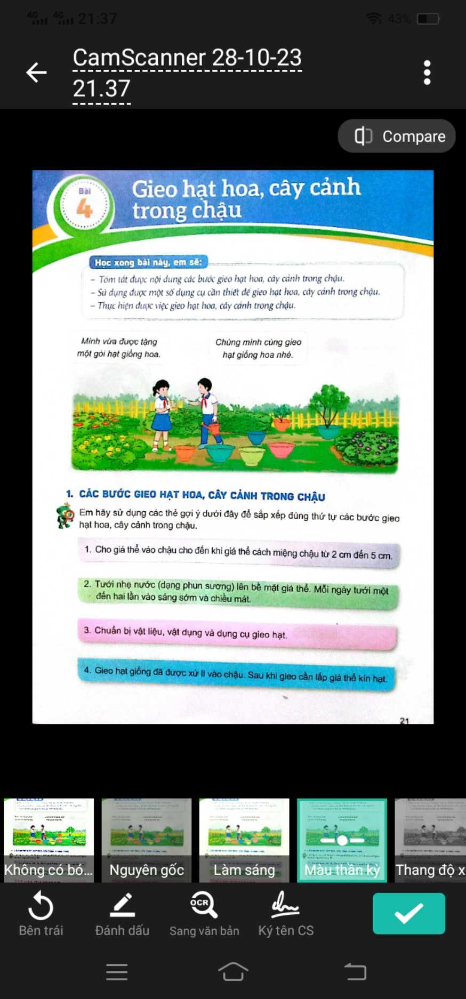 4G 4G 21:37 43%
CamScanner 28-10-23
21.37
Compare
Bài
4
Gieo hạt hoa, cây cảnh
trong chậu
Học xong bài này, em sẽ:
- Tóm tắt được nội dung các bước gieo hạt hoa, cây cảnh trong chậu.
- Sử dụng được một số dụng cụ cần thiết để gieo hạt hoa, cây cảnh trong chậu.
- Thực hiện được việc gieo hạt hoa, cây cảnh trong chậu.
Mình vừa được tặng
một gói hạt giống hoa.
Chúng mình cùng gieo
hạt giống hoa nhé.
1. CÁC BƯỚC GIEO HẠT HOA, CÂY CẢNH TRONG CHẬU
Em hãy sử dụng các thẻ gợi ý dưới đây để sắp xếp đúng thứ tự các bước gieo
hạt hoa, cây cảnh trong chậu.
1. Cho giá thể vào chậu cho đến khi giá thể cách miệng chậu từ 2 cm đến 5 cm.
2. Tưới nhẹ nước (dạng phun sương) lên bề mặt giá thể. Mỗi ngày tưới một
đến hai lần vào sáng sớm và chiều mát.
3. Chuẩn bị vật liệu, vật dụng và dụng cụ gieo hạt.
4. Gieo hạt giống đã được xử lí vào chậu. Sau khi gieo cần lấp giá thể kín hạt.
21
Không có bó... Nguyên gốc Làm sáng Màu thần kỳ Thang độ x
OCR
Bên trái Đánh dấu Sang văn bản Ký tên CS